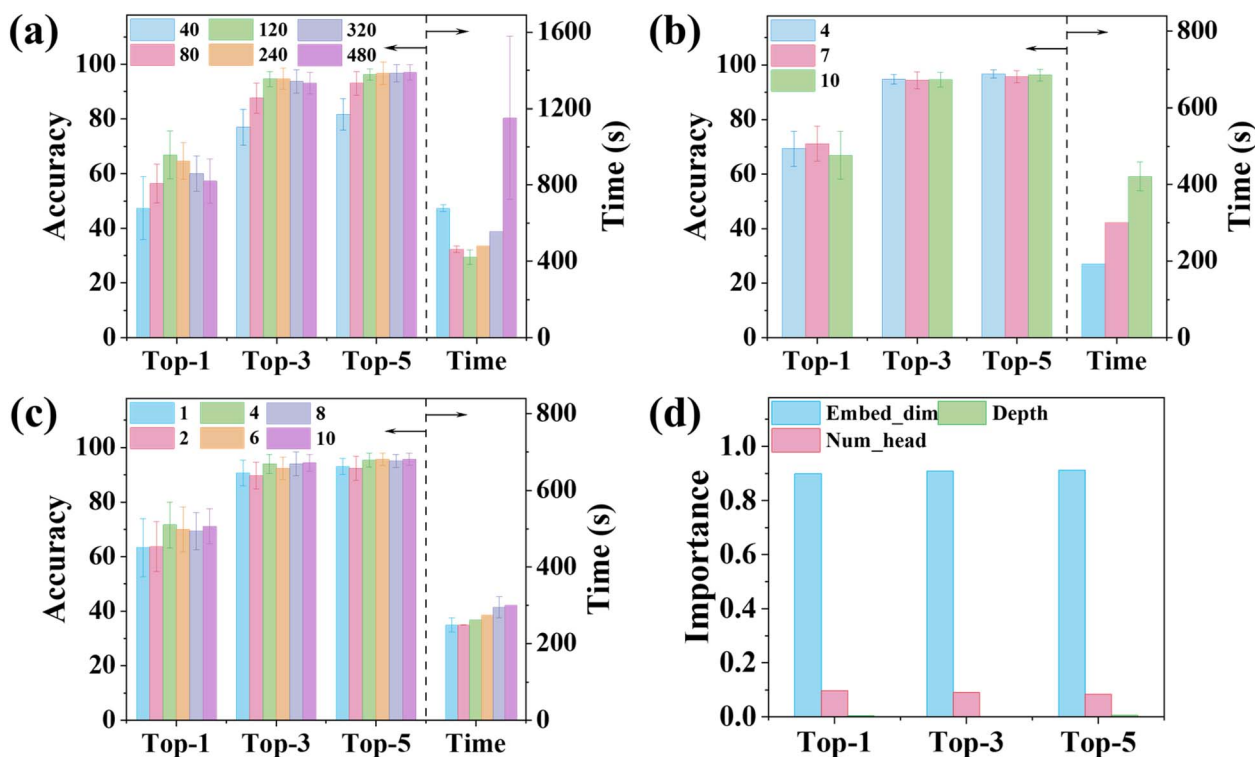 (a)
40 120 320
80 240 480
Accuracy
100
80
60
40
20
0
Time (s)
1600
1200
800
400
0
Top-1 Top-3 Top-5 Time
(b)
4
7
10
Accuracy
100
80
60
40
20
0
Time (s)
800
600
400
200
0
Top-1 Top-3 Top-5 Time
(c)
1 4 8
2 6 10
Accuracy
100
80
60
40
20
0
Time (s)
800
600
400
200
0
Top-1 Top-3 Top-5 Time
(d)
Embed_dim Depth
Num_head
Importance
1.0
0.8
0.6
0.4
0.2
0.0
Top-1 Top-3 Top-5